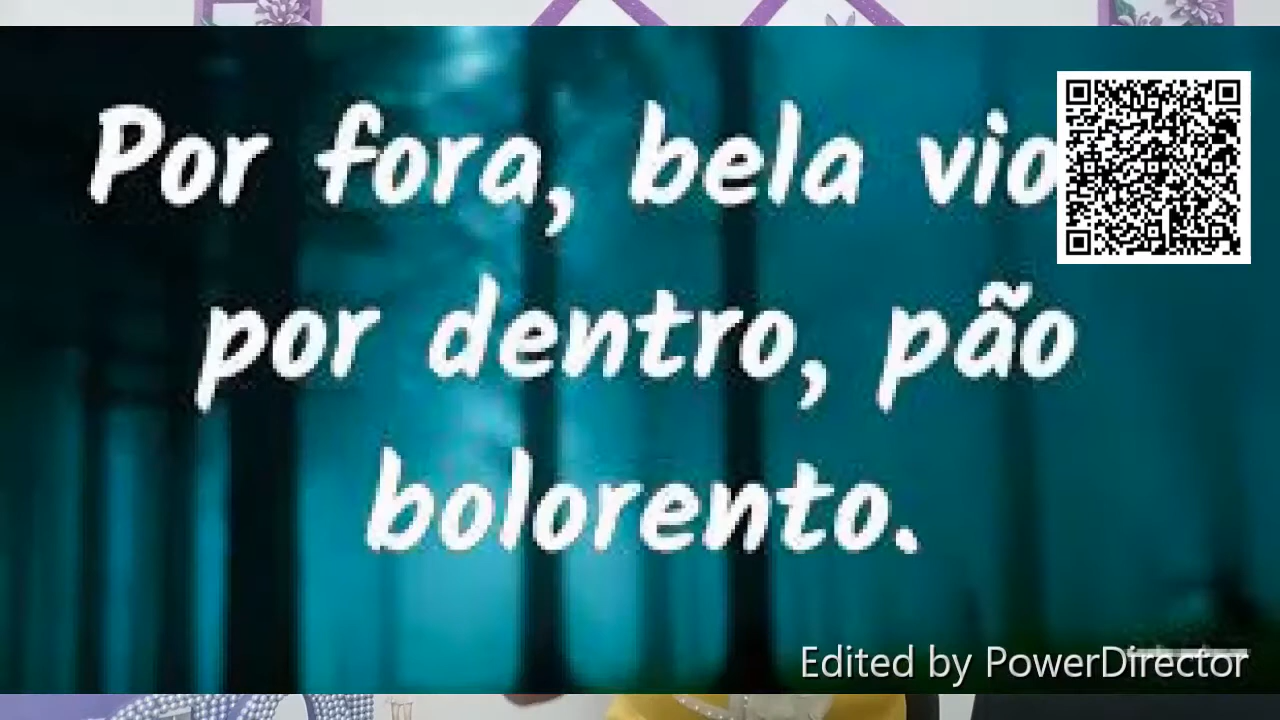 Por fora, bela vio
por dentro, pão
bolorento.
Edited by PowerDirector